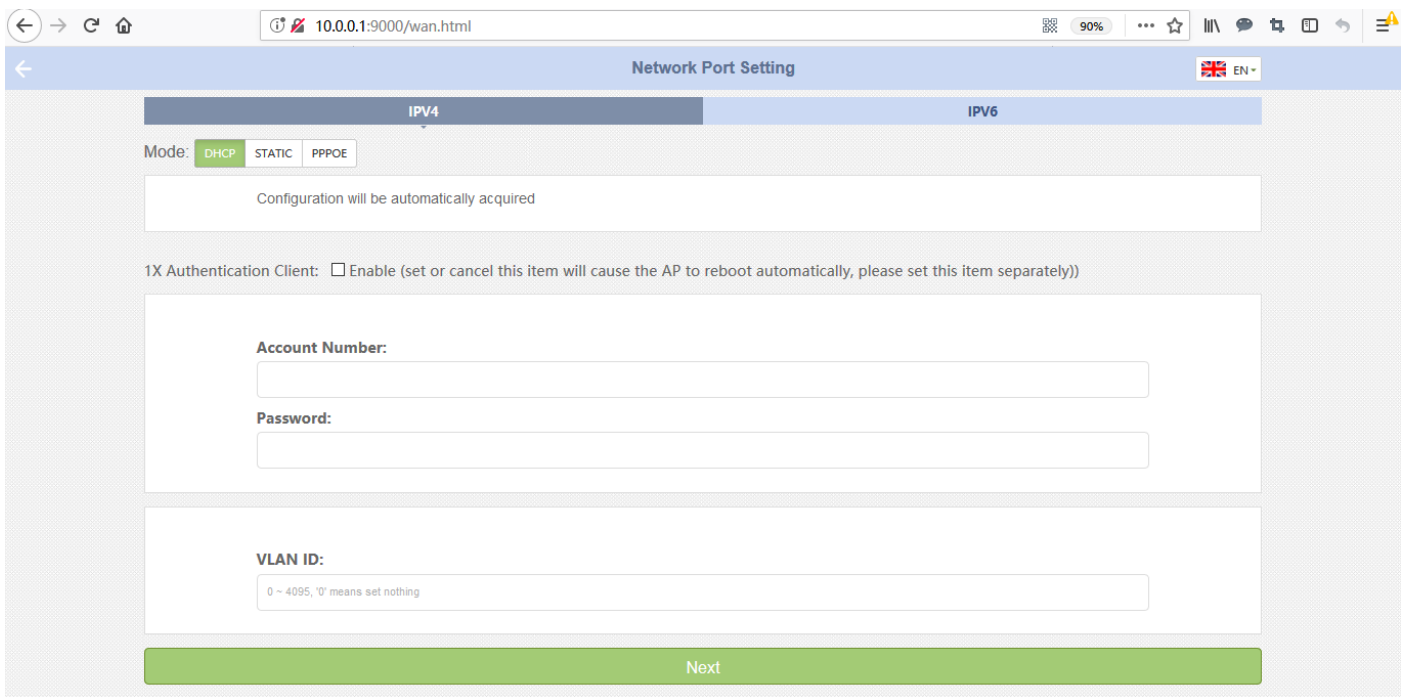 10.0.0.1:9000/wan.html 90%
Network Port Setting EN
IPV4 IPV6
Mode: DHCP STATIC PPPOE
Configuration will be automatically acquired
1X Authentication Client: Enable (set or cancel this item will cause the AP to reboot automatically, please set this item separately))
Account Number:
Password:
VLAN ID:
0 ~ 4095, '0' means set nothing
Next